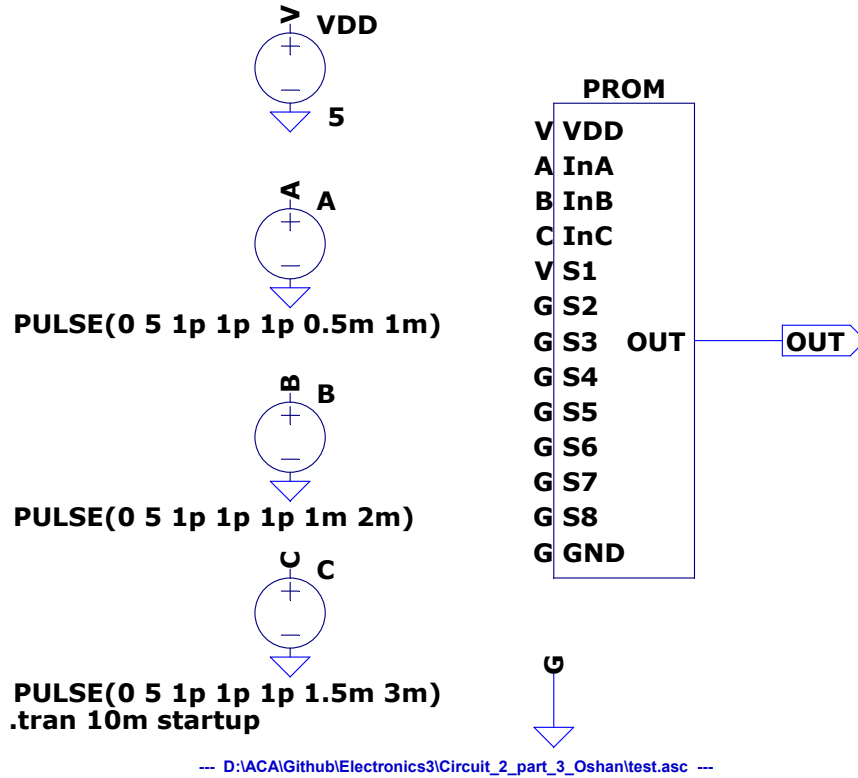 V
VDD
5
A
A
PULSE(0 5 1p 1p 1p 0.5m 1m)
B
B
PULSE(0 5 1p 1p 1p 1m 2m)
C
C
PULSE(0 5 1p 1p 1p 1.5m 3m)
.tran 10m startup
PROM
V VDD
A InA
B InB
C InC
V S1
G S2
G S3 OUT OUT
G S4
G S5
G S6
G S7
G S8
G GND
G
--- D:\ACA\Github\Electronics3\Circuit_2_part_3_Oshan\test.asc ---